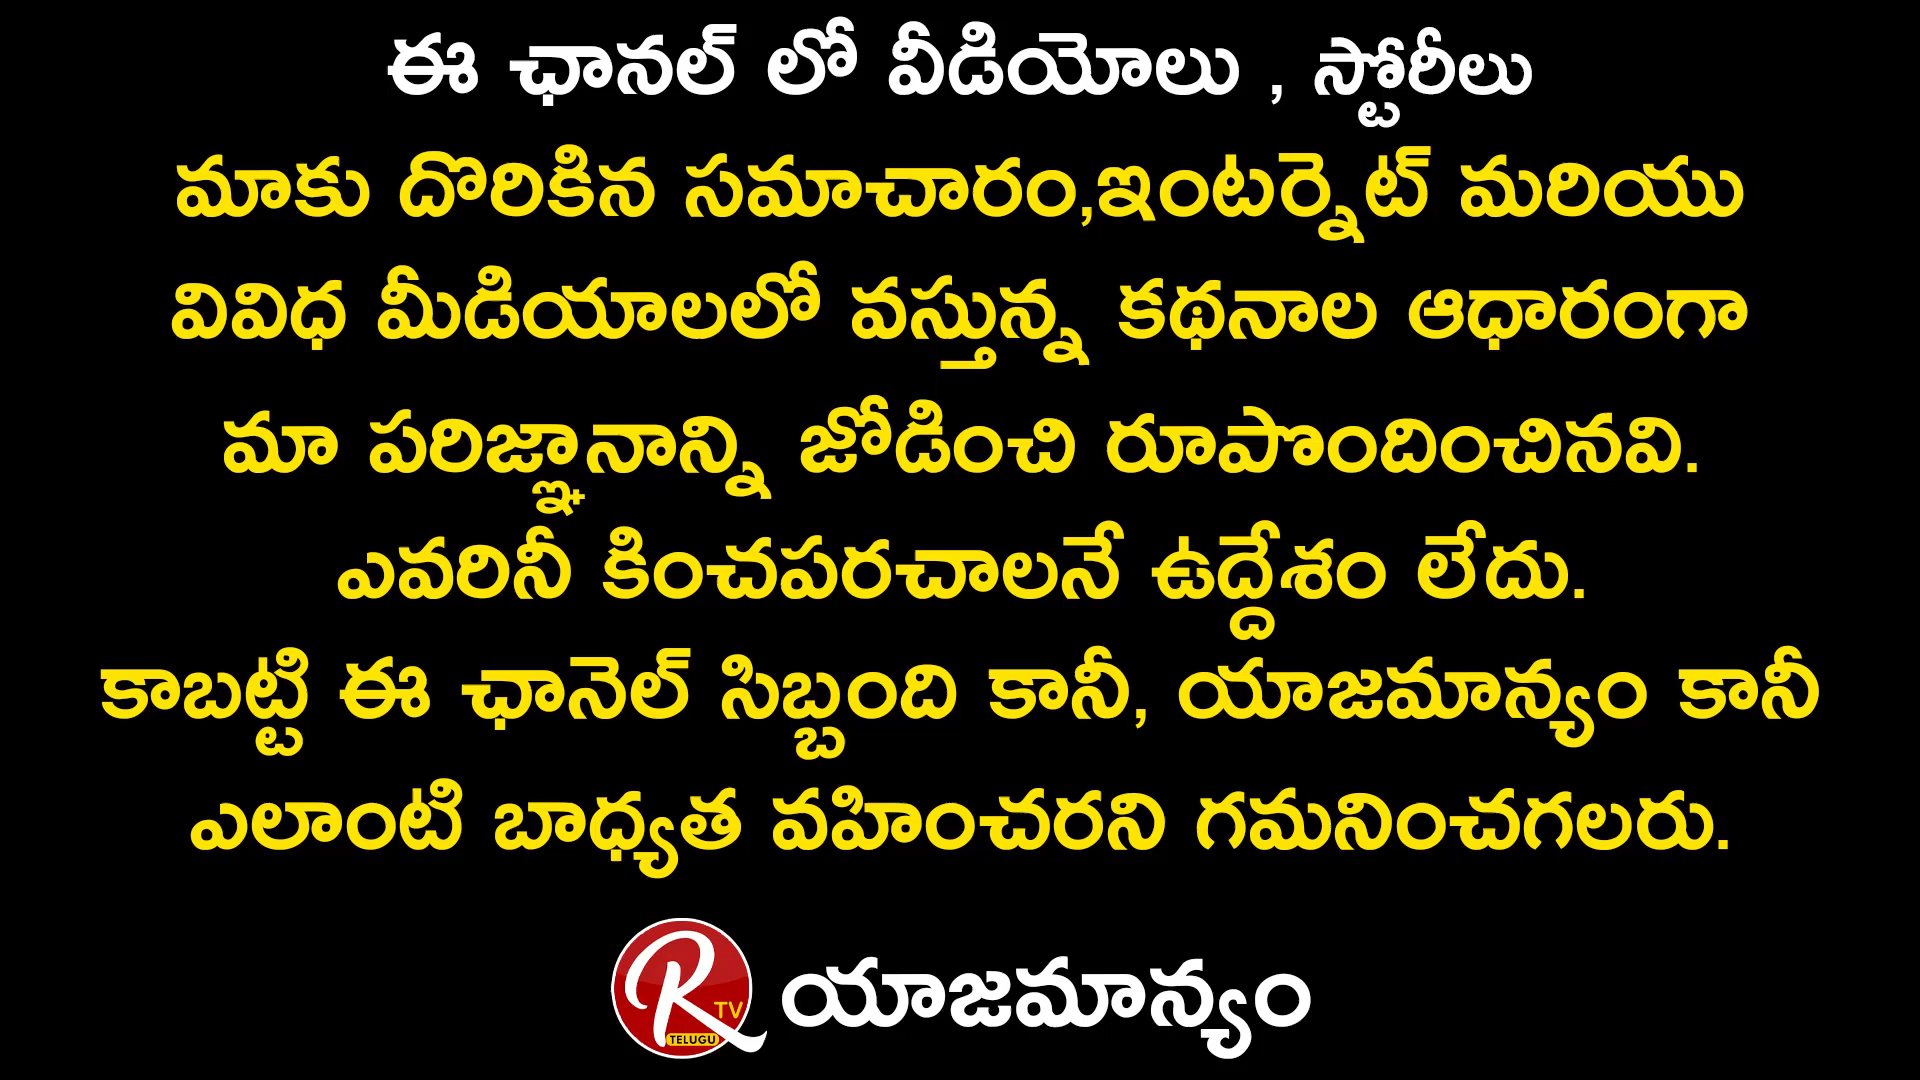 ఈ ఛానల్ లో వీడియోలు , స్టోరీలు
మాకు దొరికిన సమాచారం,ఇంటర్నెట్ మరియు
వివిధ మీడియాలలో వస్తున్న కథనాల ఆధారంగా
మా పరిజ్ఞానాన్ని జోడించి రూపొందించినవి.
ఎవరినీ కించపరచాలనే ఉద్దేశం లేదు.
కాబట్టి ఈ ఛానెల్ సిబ్బంది కానీ, యాజమాన్యం కానీ
ఎలాంటి బాధ్యత వహించరని గమనించగలరు.
R TV TELUGU యాజమాన్యం